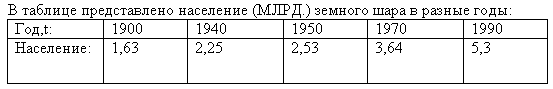 В таблице представлено население (МЛРД.) земного шара в разные годы:
Год,t: 1900 1940 1950 1970 1990
Население: 1,63 2,25 2,53 3,64 5,3